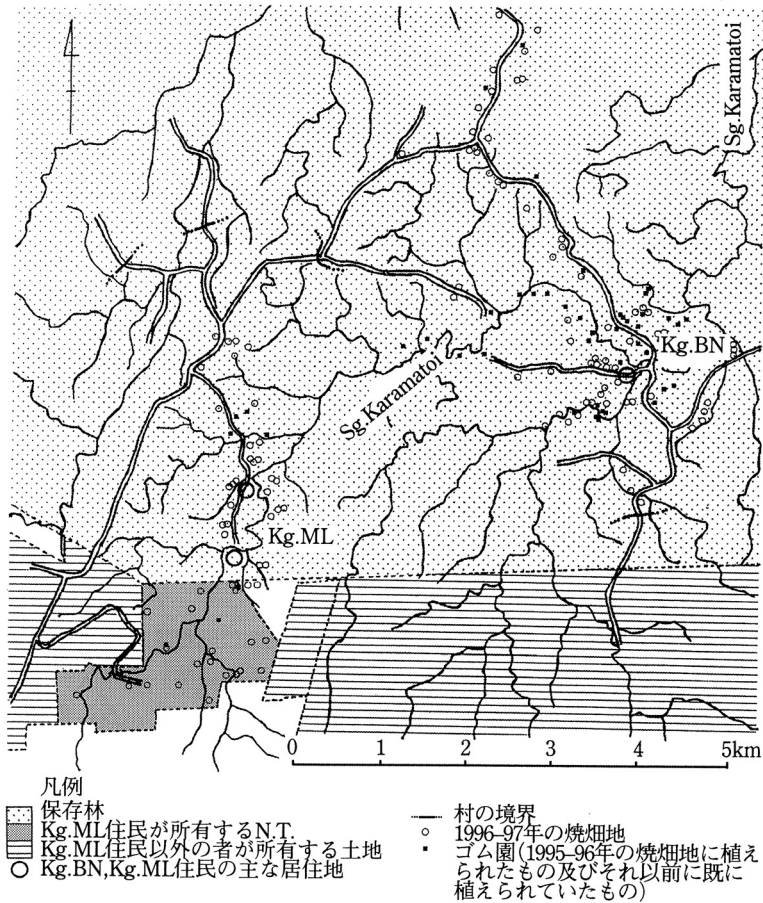 Sg.Karamatoi
Kg.BN
Sg.Karamatoi
Kg.ML
0 1 2 3 4 5km
凡例
保存林
Kg.ML住民が所有するN.T.
Kg.ML住民以外の者が所有する土地
Kg.BN,Kg.ML住民の主な居住地
村の境界
1996–97年の焼畑地
ゴム園(1995–96年の焼畑地に植え
られたもの及びそれ以前に既に
植えられていたもの)